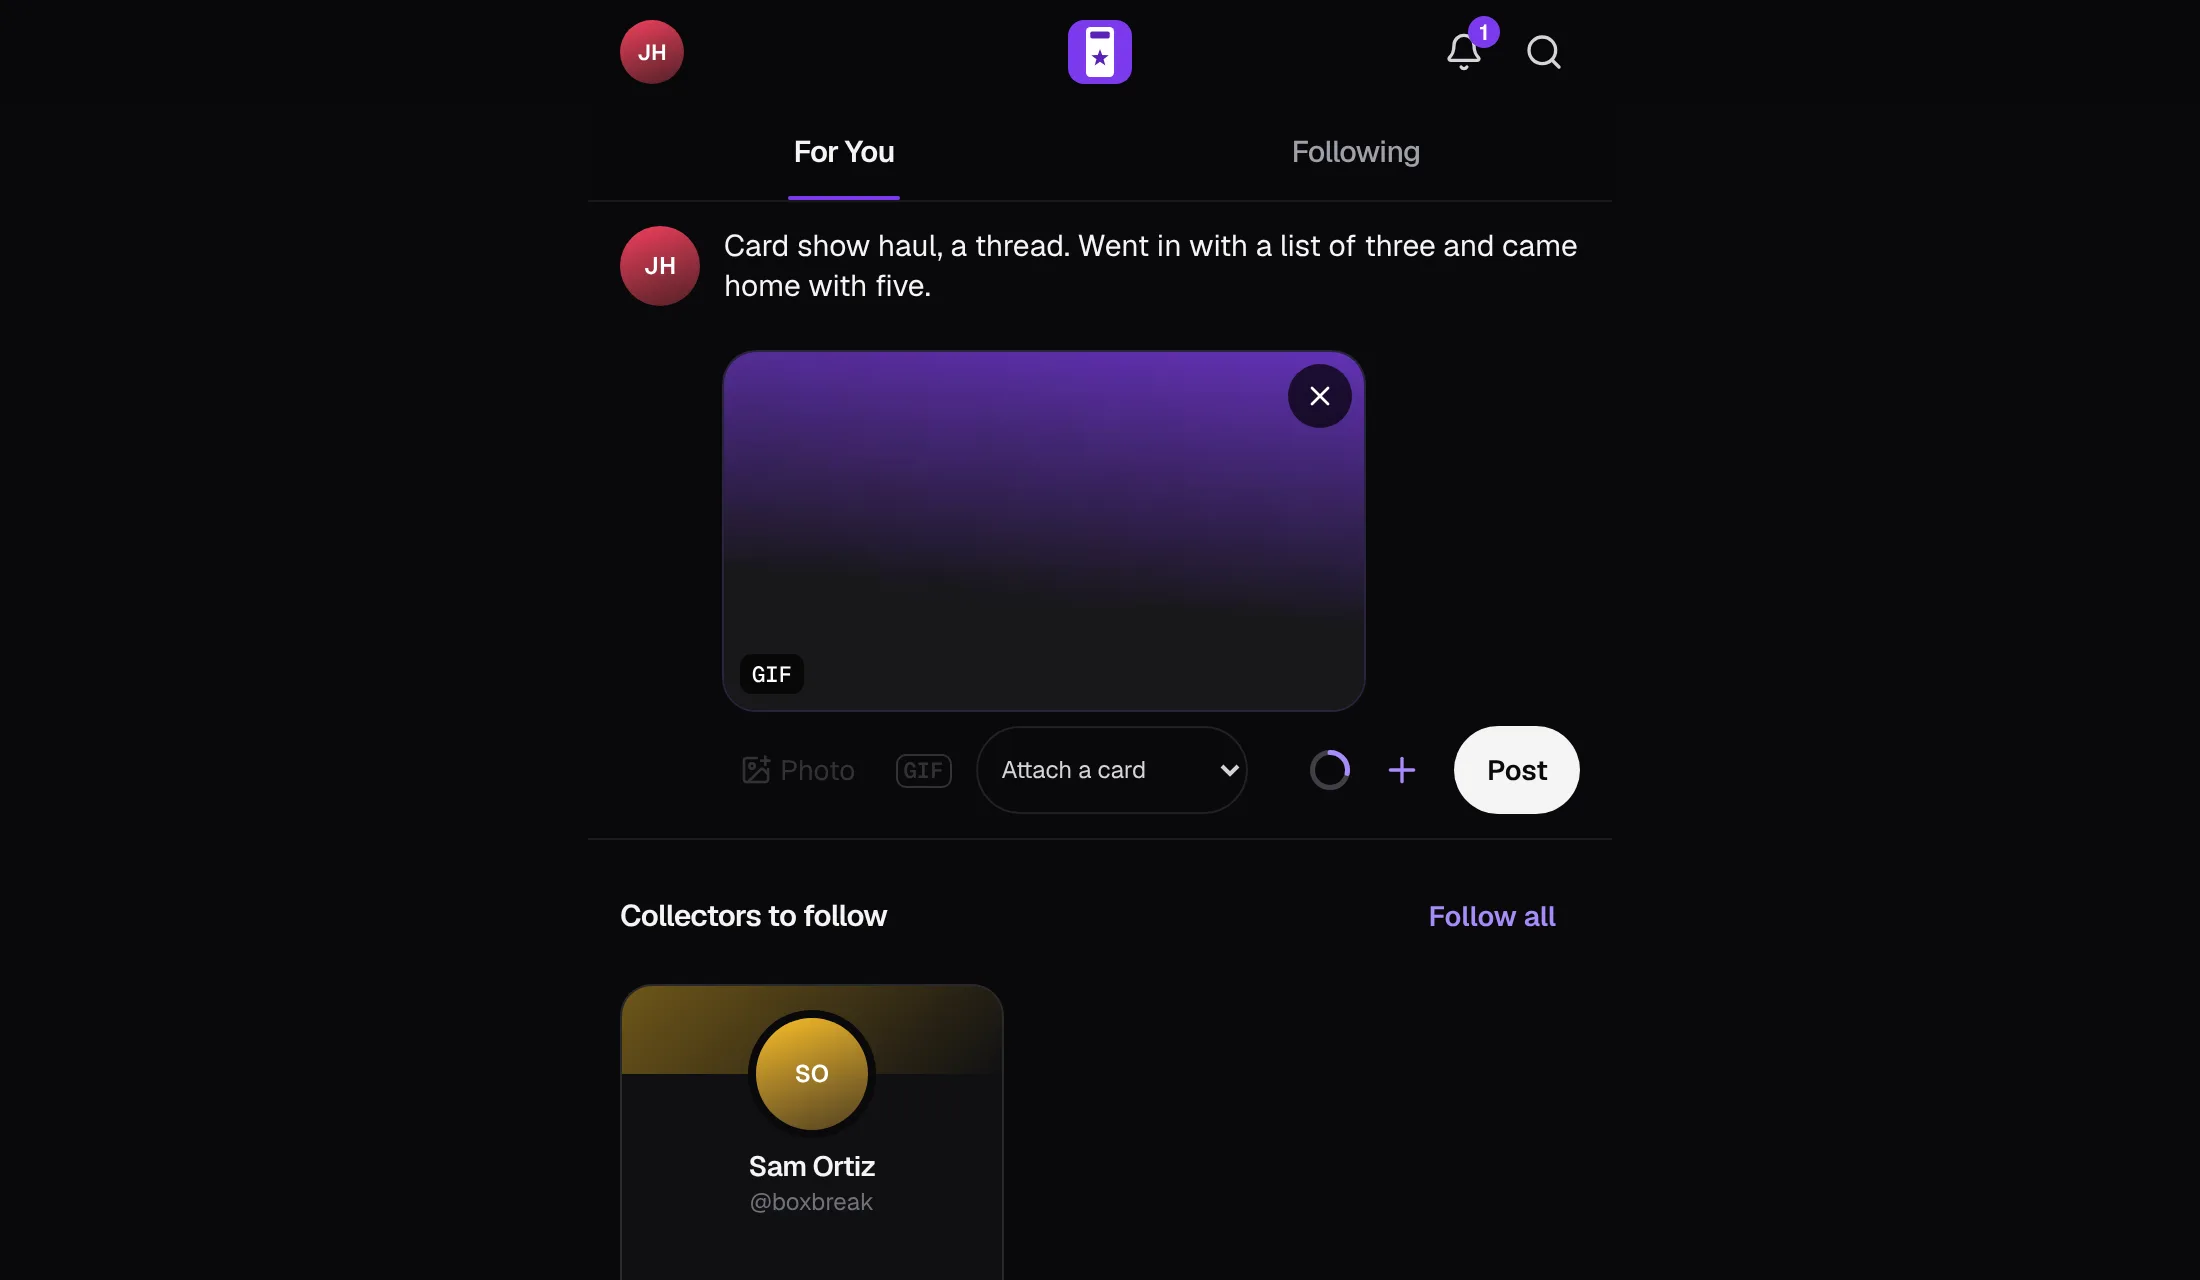 JH
1
For You
Following
JH
Card show haul, a thread. Went in with a list of three and came
home with five.
GIF
Photo
GIF
Attach a card
Post
Collectors to follow
Follow all
SO
Sam Ortiz
@boxbreak